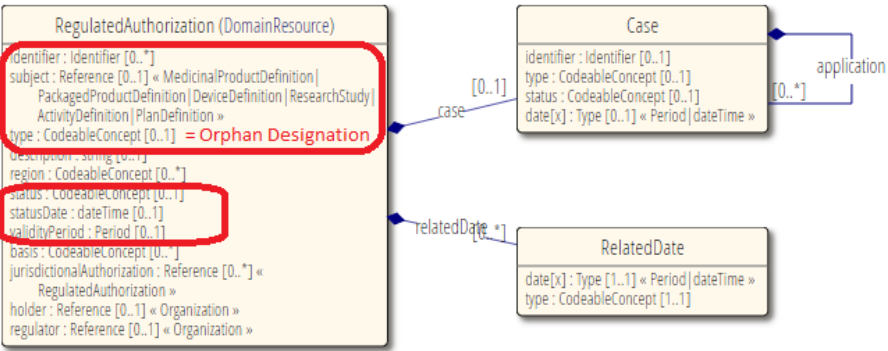 RegulatedAuthorization (DomainResource)
identifier : Identifier [0..*]
subject : Reference [0..1] « MedicinalProductDefinition|
PackagedProductDefinition|DeviceDefinition|ResearchStudy|
ActivityDefinition|PlanDefinition »
type : CodeableConcept [0..1] = Orphan Designation
description : string [0..1]
region : CodeableConcept [0..*]
status : CodeableConcept [0..1]
statusDate : dateTime [0..1]
validityPeriod : Period [0..1]
basis : CodeableConcept [0..*]
jurisdictionalAuthorization : Reference [0..*] «
RegulatedAuthorization »
holder : Reference [0..1] « Organization »
regulator : Reference [0..1] « Organization »
[0..1]
case
Case
identifier : Identifier [0..1]
type : CodeableConcept [0..1]
status : CodeableConcept [0..1]
date[x] : Type [0..1] « Period|dateTime »
application
[0..*]
relatedDate
[0..*]
RelatedDate
date[x] : Type [1..1] « Period|dateTime »
type : CodeableConcept [1..1]